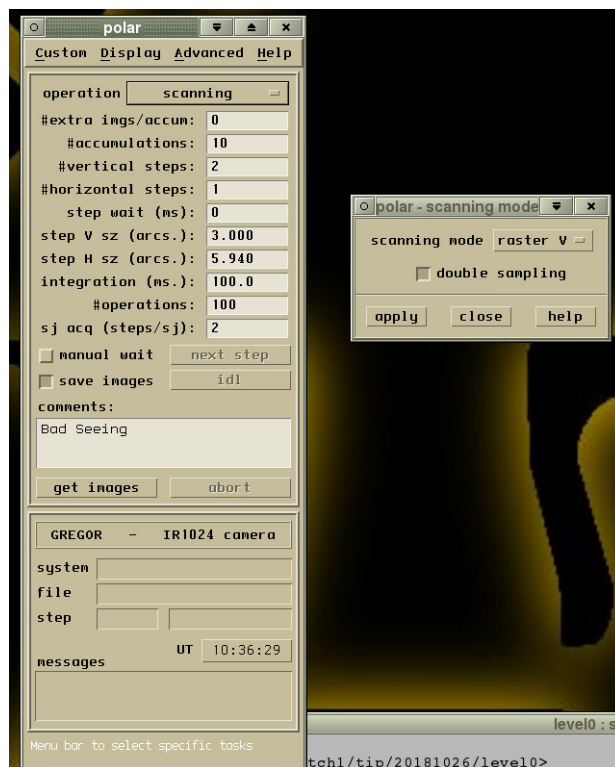 polar
Custom Display Advanced Help
operation scanning
#extra imgs/accum: 0
#accumulations: 10
#vertical steps: 2
#horizontal steps: 1
step wait (ms): 0
step V sz (arcs.): 3.000
step H sz (arcs.): 5.940
integration (ms.): 100.0
#operations: 100
sj acq (steps/sj): 2
manual wait next step
save images idl
comments:
Bad Seeing
get images abort
GREGOR - IR1024 camera
system
file
step
UT 10:36:29
messages
Menu bar to select specific tasks
polar - scanning mode
scanning mode raster V
double sampling
apply close help
level0 : s
tch1/tip/20181026/level0>